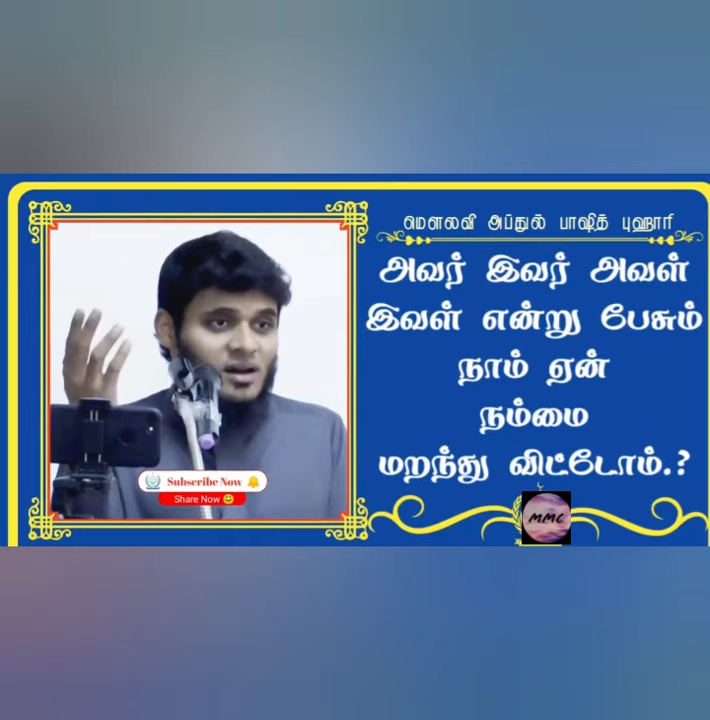 மௌலவி அப்துல் பாஷித் புஹாரி
அவர் இவர் அவள்
இவள் என்று பேசும்
நாம் ஏன்
நம்மை
மறந்து விட்டோம்.?
Subscribe Now
Share Now
MMC